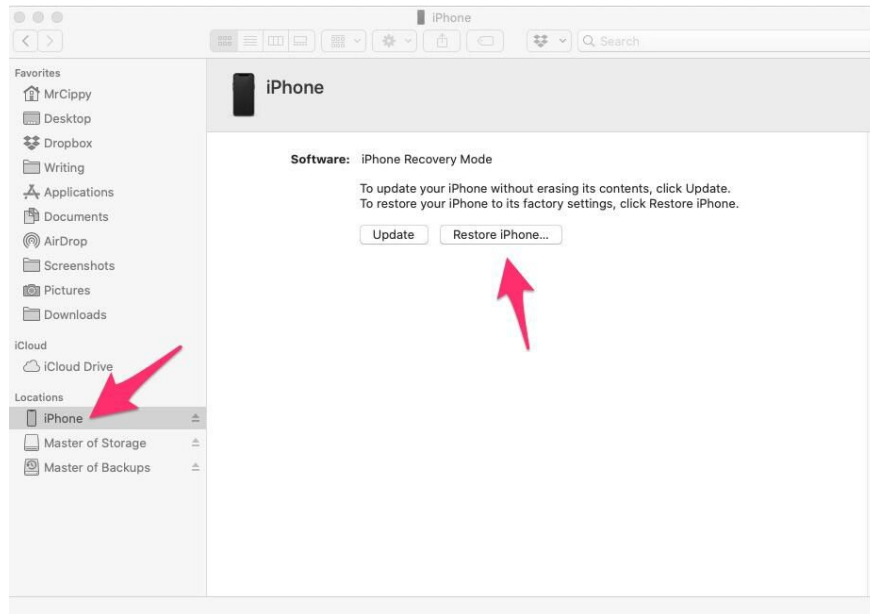 iPhone
Search
Favorites
MrCippy
Desktop
Dropbox
Writing
Applications
Documents
AirDrop
Screenshots
Pictures
Downloads
iCloud
iCloud Drive
Locations
iPhone
Master of Storage
Master of Backups
iPhone
Software: iPhone Recovery Mode
To update your iPhone without erasing its contents, click Update.
To restore your iPhone to its factory settings, click Restore iPhone.
Update Restore iPhone...